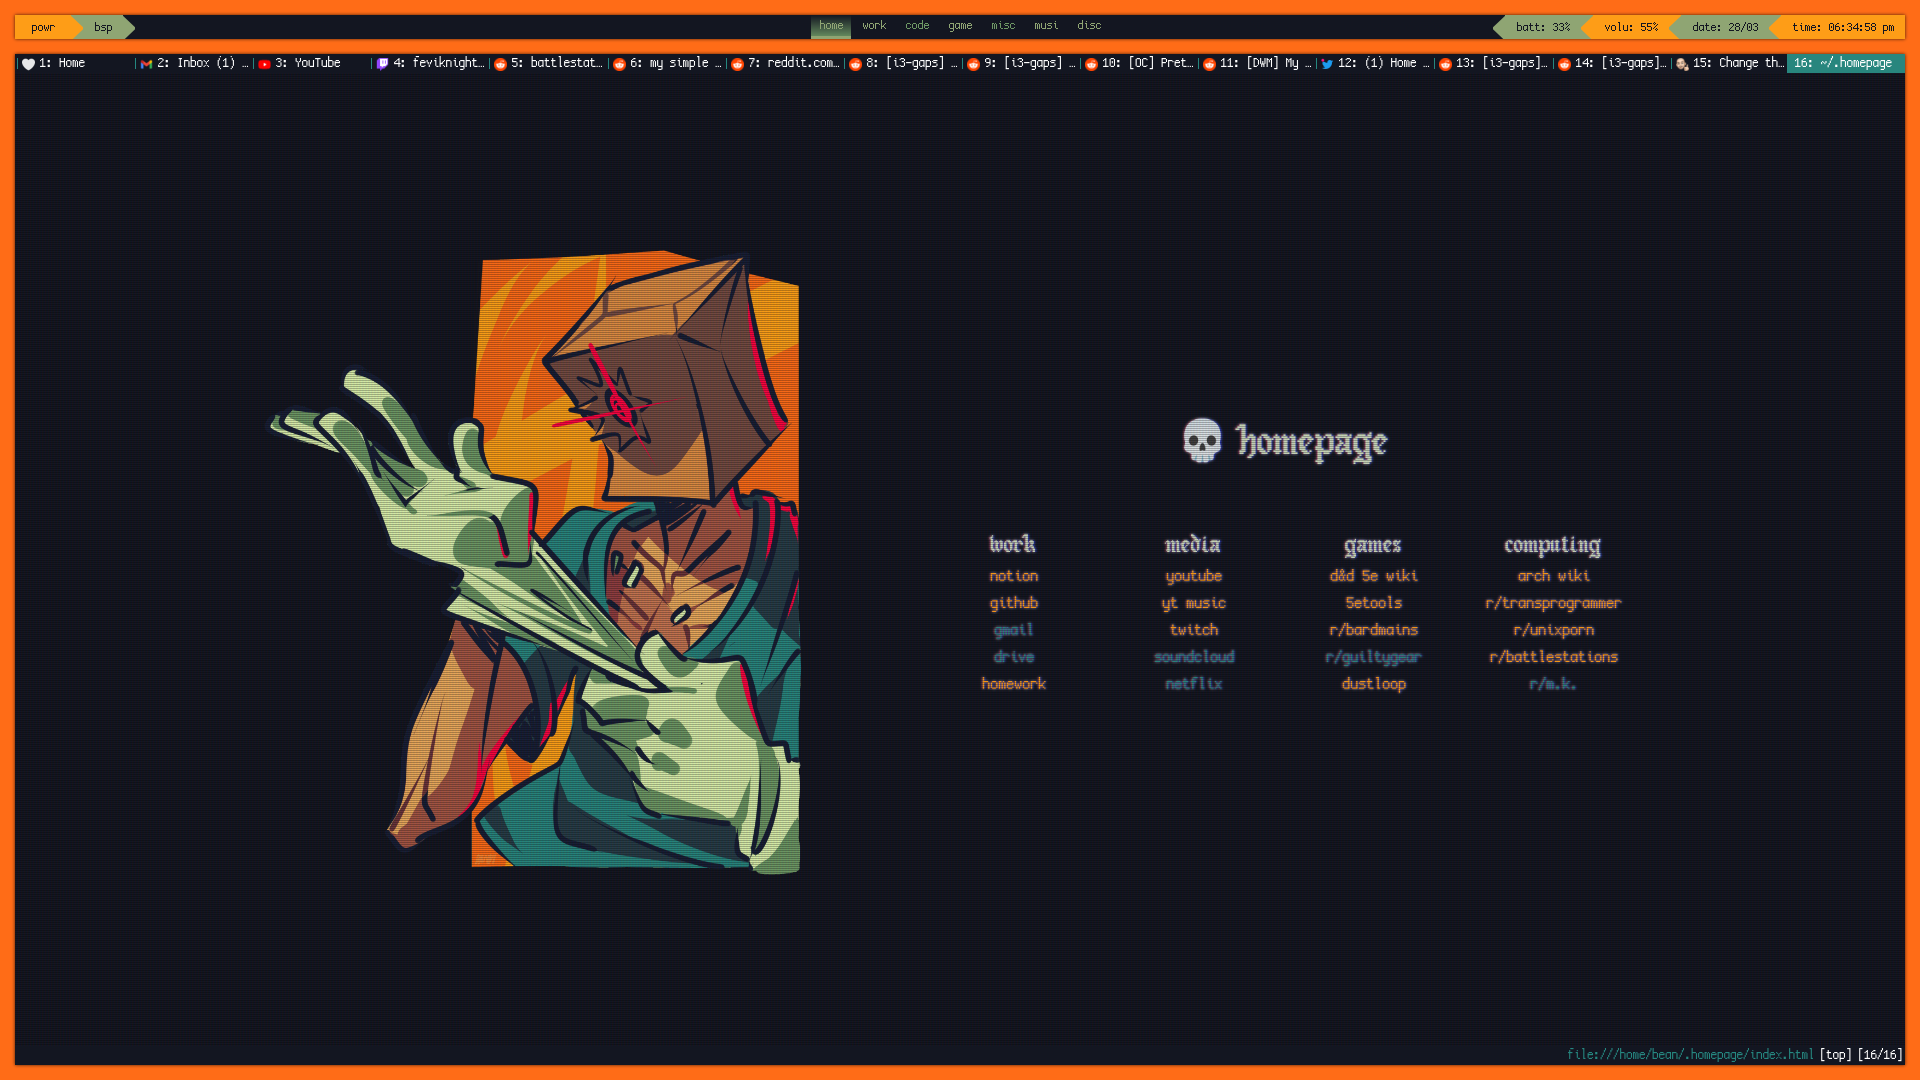 powr bsp home work code game misc musi disc batt: 33% volu: 55% date: 28/03 time: 06:34:58 pm
1: Home 2: Inbox (1) … 3: YouTube 4: feviknight… 5: battlestat… 6: my simple … 7: reddit.com… 8: [i3-gaps] … 9: [i3-gaps] … 10: [OC] Pret… 11: [DWM] My … 12: (1) Home … 13: [i3-gaps]… 14: [i3-gaps]… 15: Change th… 16: ~/.homepage
homepage
work media games computing
notion youtube d&d 5e wiki arch wiki
github yt music 5etools r/transprogrammer
gmail twitch r/bardmains r/unixporn
drive soundcloud r/guiltygear r/battlestations
homework netflix dustloop r/m.k.
file:///home/bean/.homepage/index.html [top] [16/16]